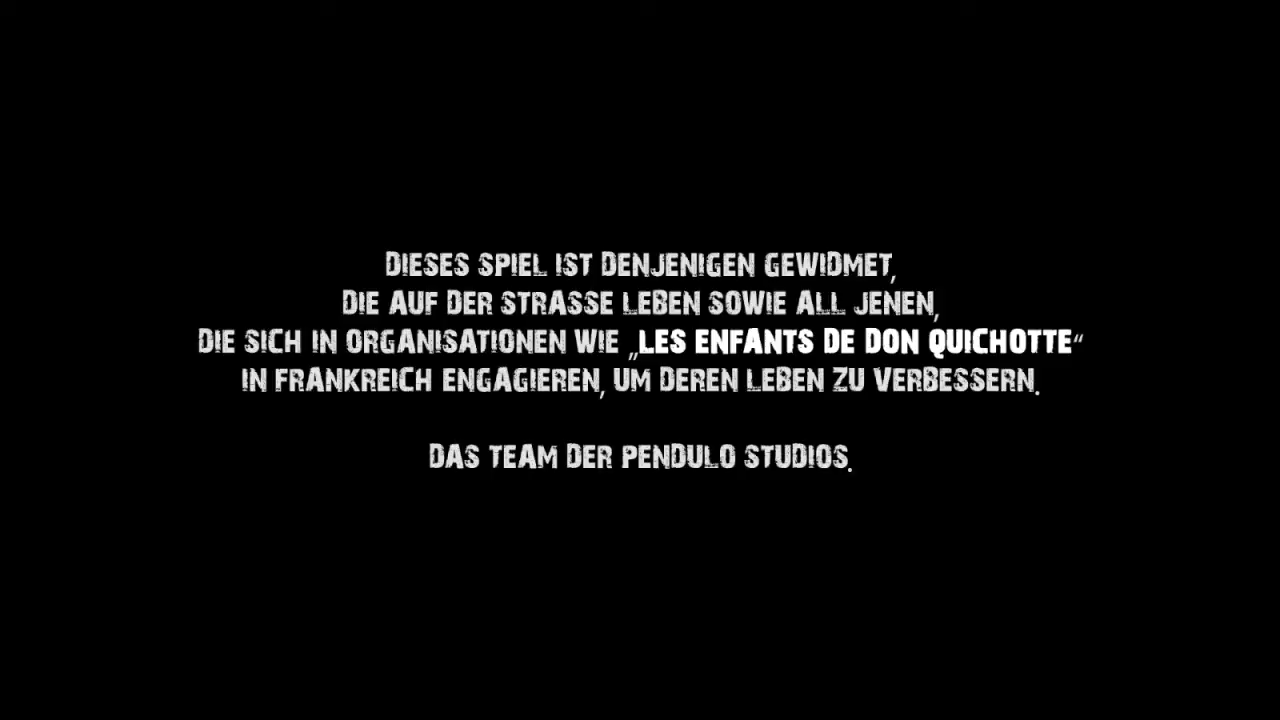 DIESES SPIEL IST DENJENIGEN GEWIDMET,
DIE AUF DER STRASSE LEBEN SOWIE ALL JENEN,
DIE SICH IN ORGANISATIONEN WIE „LES ENFANTS DE DON QUICHOTTE“
IN FRANKREICH ENGAGIEREN, UM DEREN LEBEN ZU VERBESSERN.
DAS TEAM DER PENDULO STUDIOS.